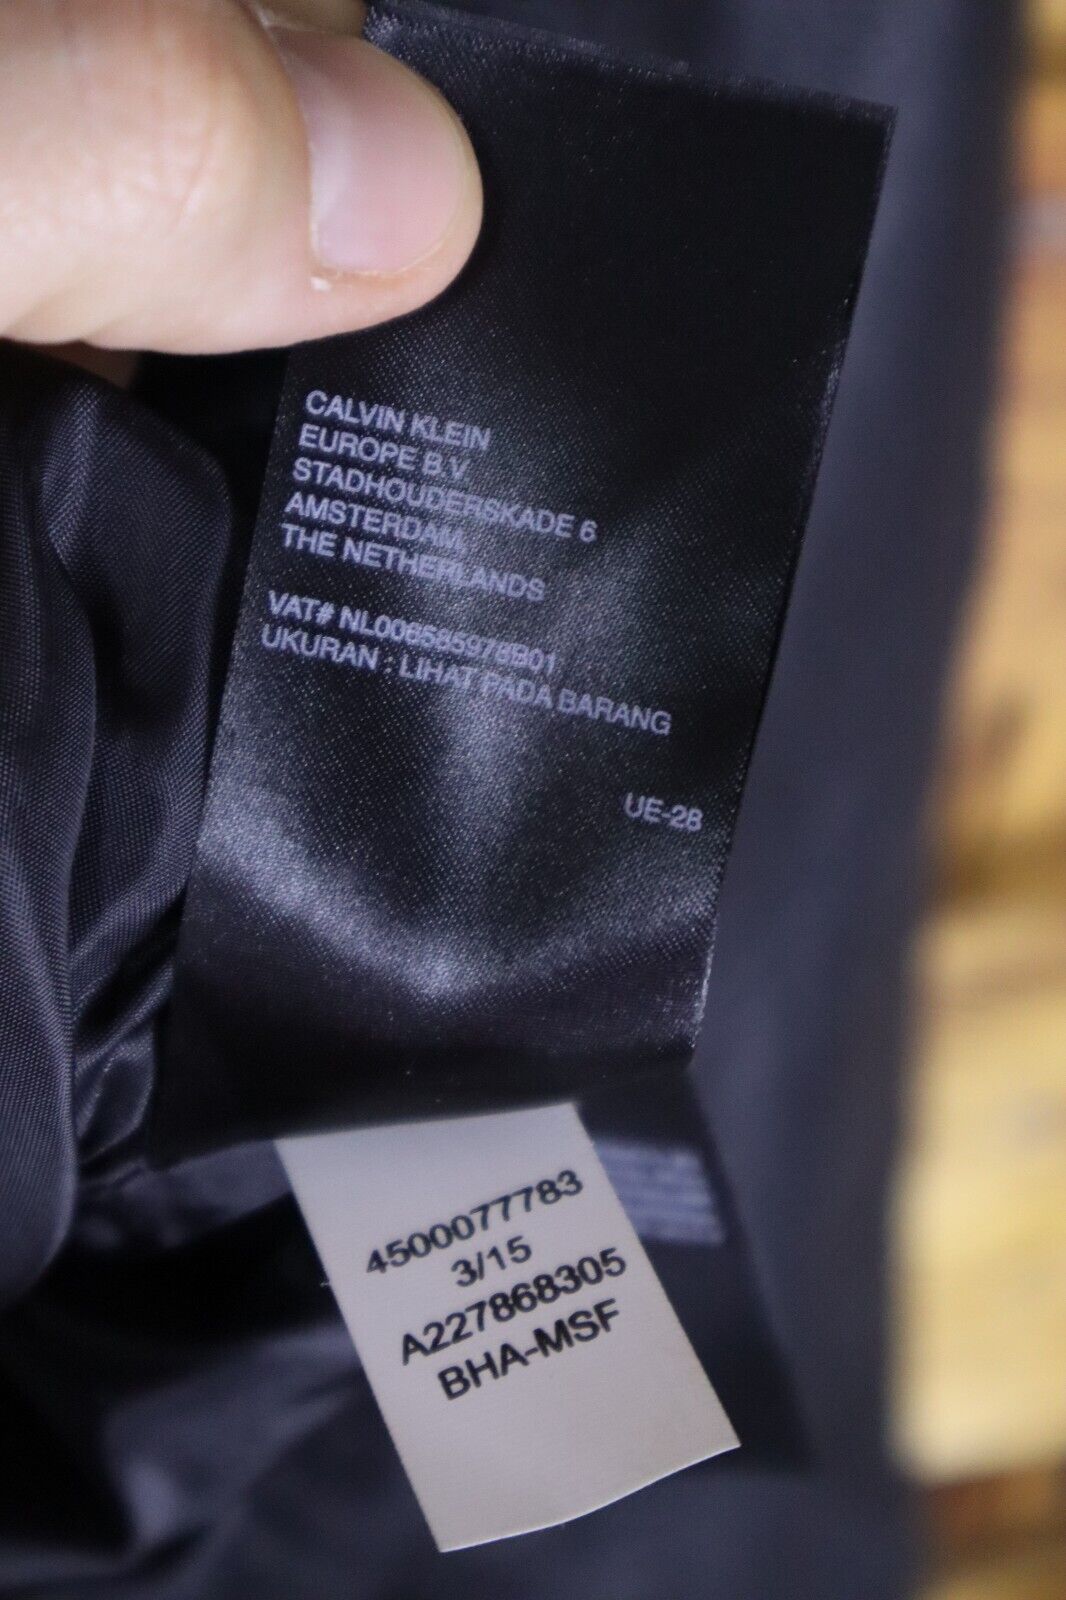 CALVIN KLEIN
EUROPE B.V.
STADHOUDERSKADE 6
AMSTERDAM,
THE NETHERLANDS
VAT# NL006585978B01
UKURAN : LIHAT PADA BARANG
UE-28
4500077783
3/15
A227868305
BHA-MSF